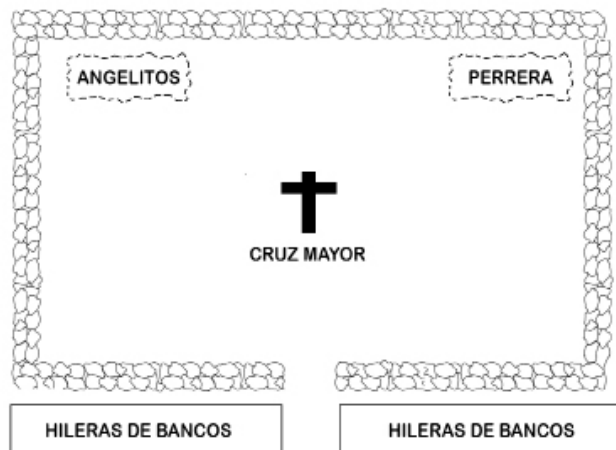 ANGELITOS
PERRERA
CRUZ MAYOR
HILERAS DE BANCOS
HILERAS DE BANCOS